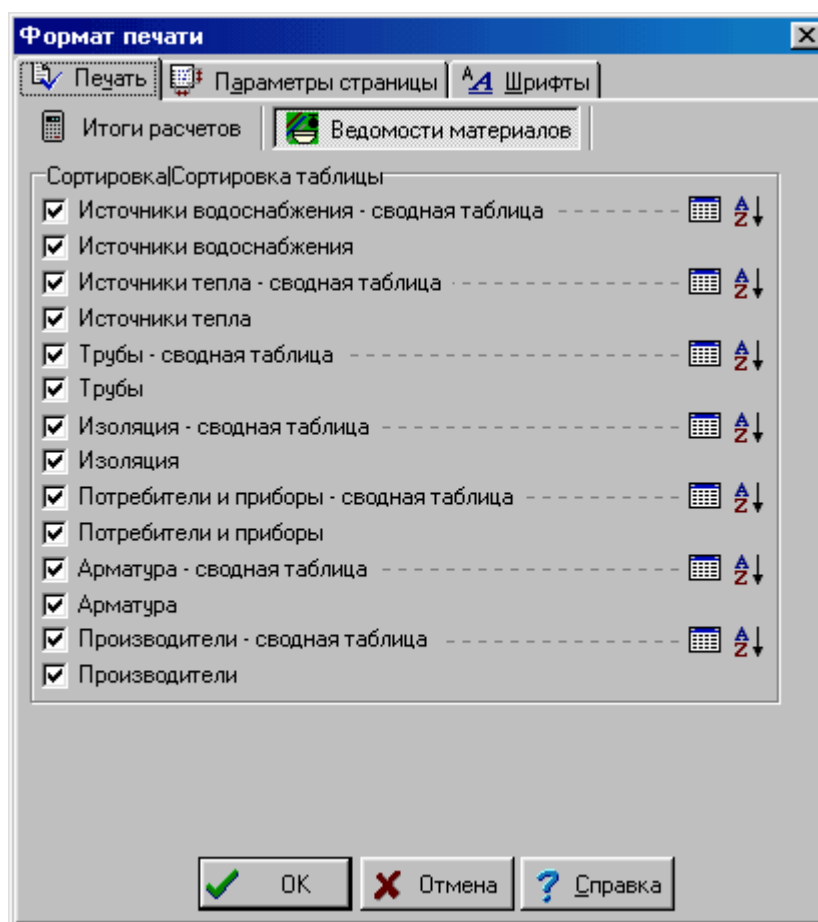 Формат печати
Печать Параметры страницы Шрифты
Итоги расчетов Ведомости материалов
Сортировка|Сортировка таблицы
Источники водоснабжения - сводная таблица
Источники водоснабжения
Источники тепла - сводная таблица
Источники тепла
Трубы - сводная таблица
Трубы
Изоляция - сводная таблица
Изоляция
Потребители и приборы - сводная таблица
Потребители и приборы
Арматура - сводная таблица
Арматура
Производители - сводная таблица
Производители
OK Отмена Справка